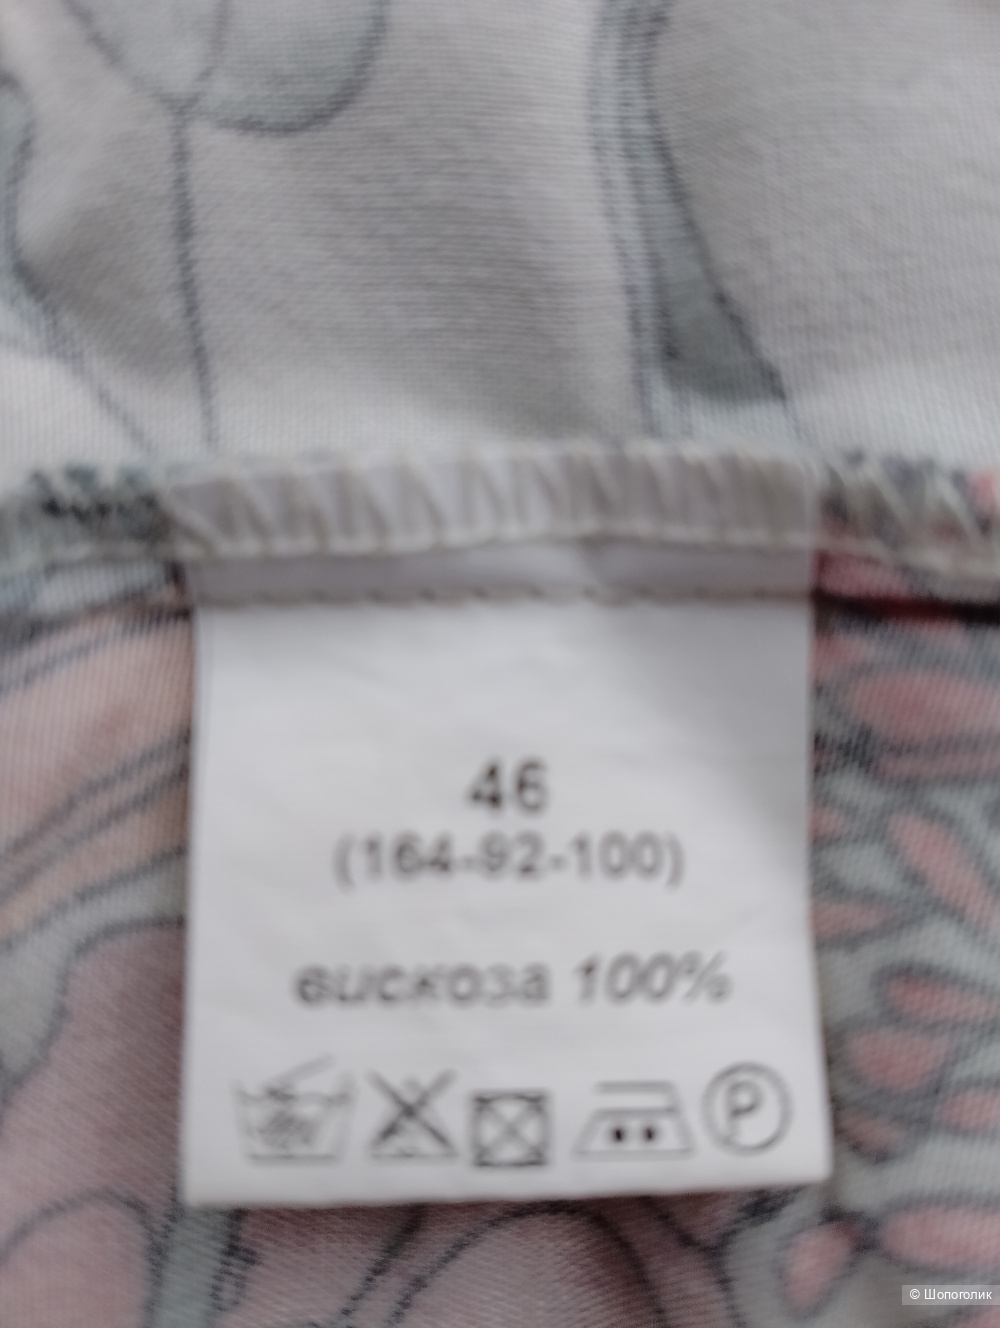 46
(164-92-100)
вискоза 100%
P
© Шопоголик